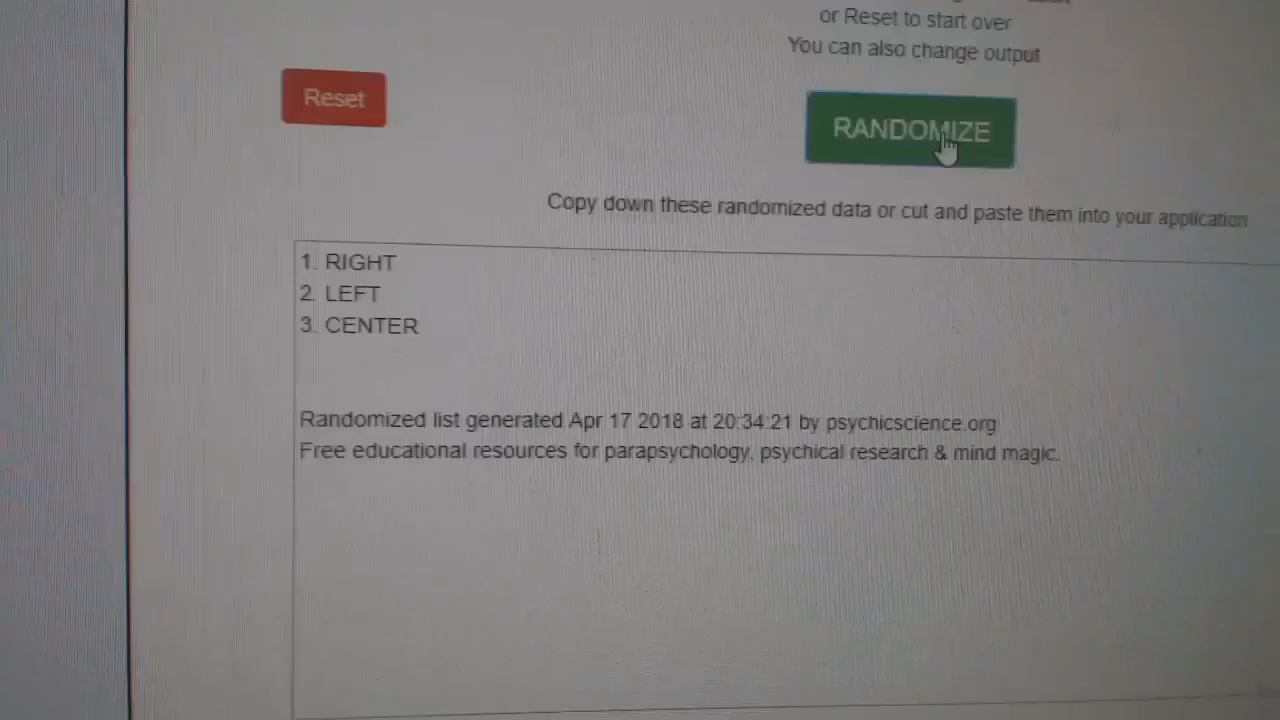 or Reset to start over
You can also change output
Reset
RANDOMIZE
Copy down these randomized data or cut and paste them into your application
1. RIGHT
2. LEFT
3. CENTER
Randomized list generated Apr 17 2018 at 20:34:21 by psychicscience.org
Free educational resources for parapsychology, psychical research & mind magic.